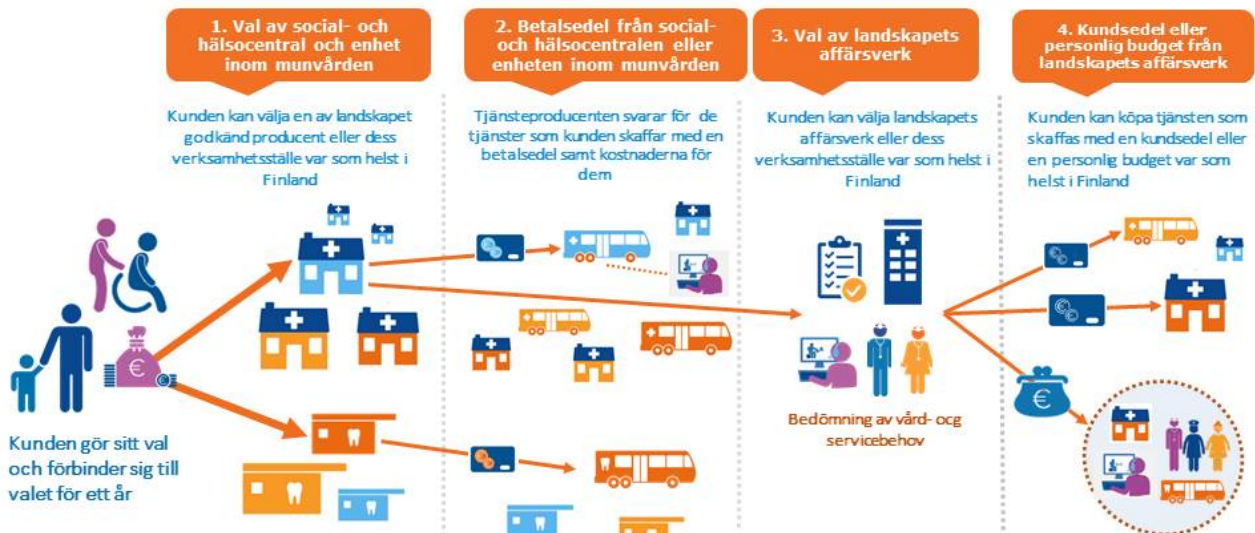 1. Val av social- och
hälsocentral och enhet
inom munvården
2. Betalsedel från social-
och hälsocentralen eller
enheten inom munvården
3. Val av landskapets
affärsverk
4. Kundsedel eller
personlig budget från
landskapets affärsverk
Kunden kan välja en av landskapet
godkänd producent eller dess
verksamhetsställe var som helst i
Finland
Tjänsteproducenten svarar för de
tjänster som kunden skaffar med en
betalsedel samt kostnaderna för
dem
Kunden kan välja landskapets
affärsverk eller dess
verksamhetsställe var som helst i
Finland
Kunden kan köpa tjänsten som
skaffas med en kundsedel eller
en personlig budget var som
helst i Finland
€
€
Bedömning av vård- ocg
servicebehov
Kunden gör sitt val
och förbinder sig till
valet för ett år